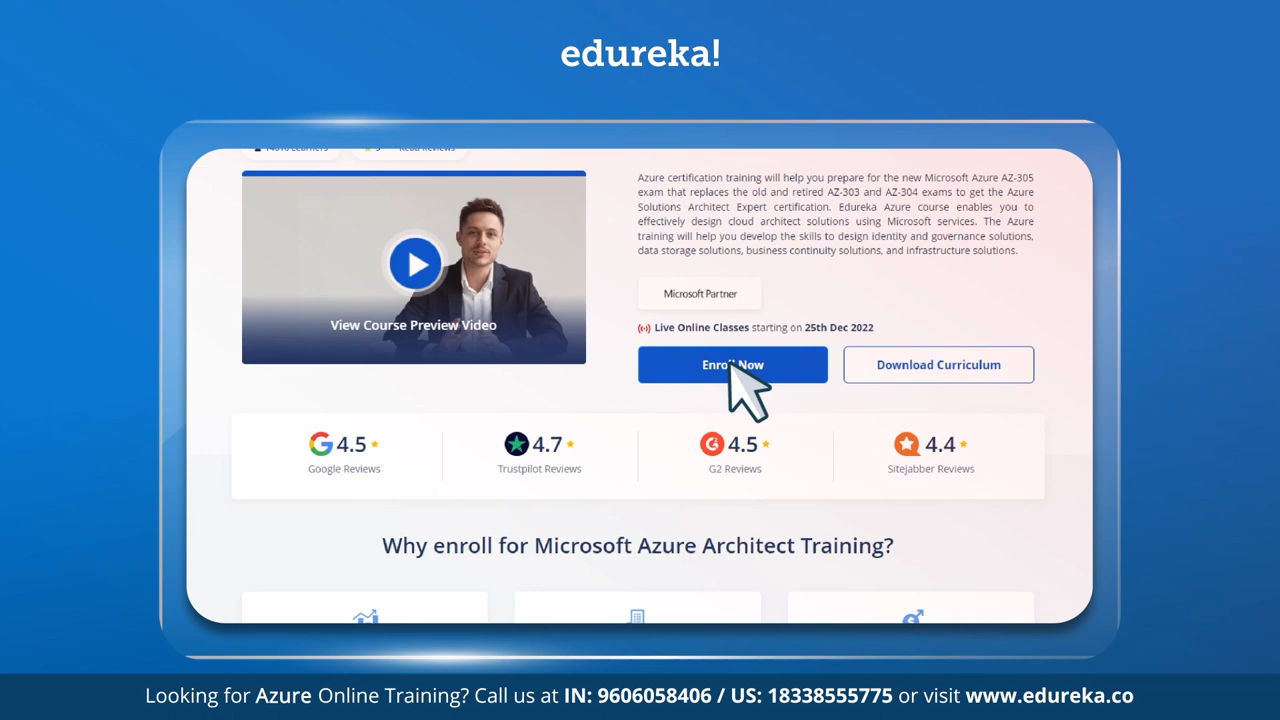 edureka!
Azure certification training will help you prepare for the new Microsoft Azure AZ-305
exam that replaces the old and retired AZ-303 and AZ-304 exams to get the Azure
Solutions Architect Expert certification. Edureka Azure course enables you to
effectively design cloud architect solutions using Microsoft services. The Azure
training will help you develop the skills to design identity and governance solutions,
data storage solutions, business continuity solutions, and infrastructure solutions.
View Course Preview Video
Microsoft Partner
Live Online Classes starting on 25th Dec 2022
Enroll Now
Download Curriculum
4.5
Google Reviews
4.7
Trustpilot Reviews
4.5
G2 Reviews
4.4
Sitejabber Reviews
Why enroll for Microsoft Azure Architect Training?
Looking for Azure Online Training? Call us at IN: 9606058406 / US: 18338555775 or visit www.edureka.co